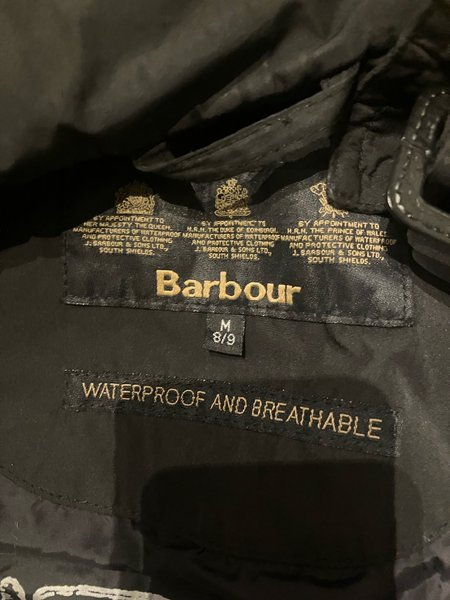 BY APPOINTMENT TO
HER MAJESTY THE QUEEN.
MANUFACTURERS OF WATERPROOF
AND PROTECTIVE CLOTHING
J. BARBOUR & SONS LTD.,
SOUTH SHIELDS.
BY APPOINTMENT TO
H.R.H. THE DUKE OF EDINBURGH.
MANUFACTURERS OF WATERPROOF
AND PROTECTIVE CLOTHING
J. BARBOUR & SONS LTD.,
SOUTH SHIELDS.
BY APPOINTMENT TO
H.R.H. THE PRINCE OF WALES.
MANUFACTURERS OF WATERPROOF
AND PROTECTIVE CLOTHING
J. BARBOUR & SONS LTD.,
SOUTH SHIELDS.
Barbour
M
8/9
WATERPROOF AND BREATHABLE